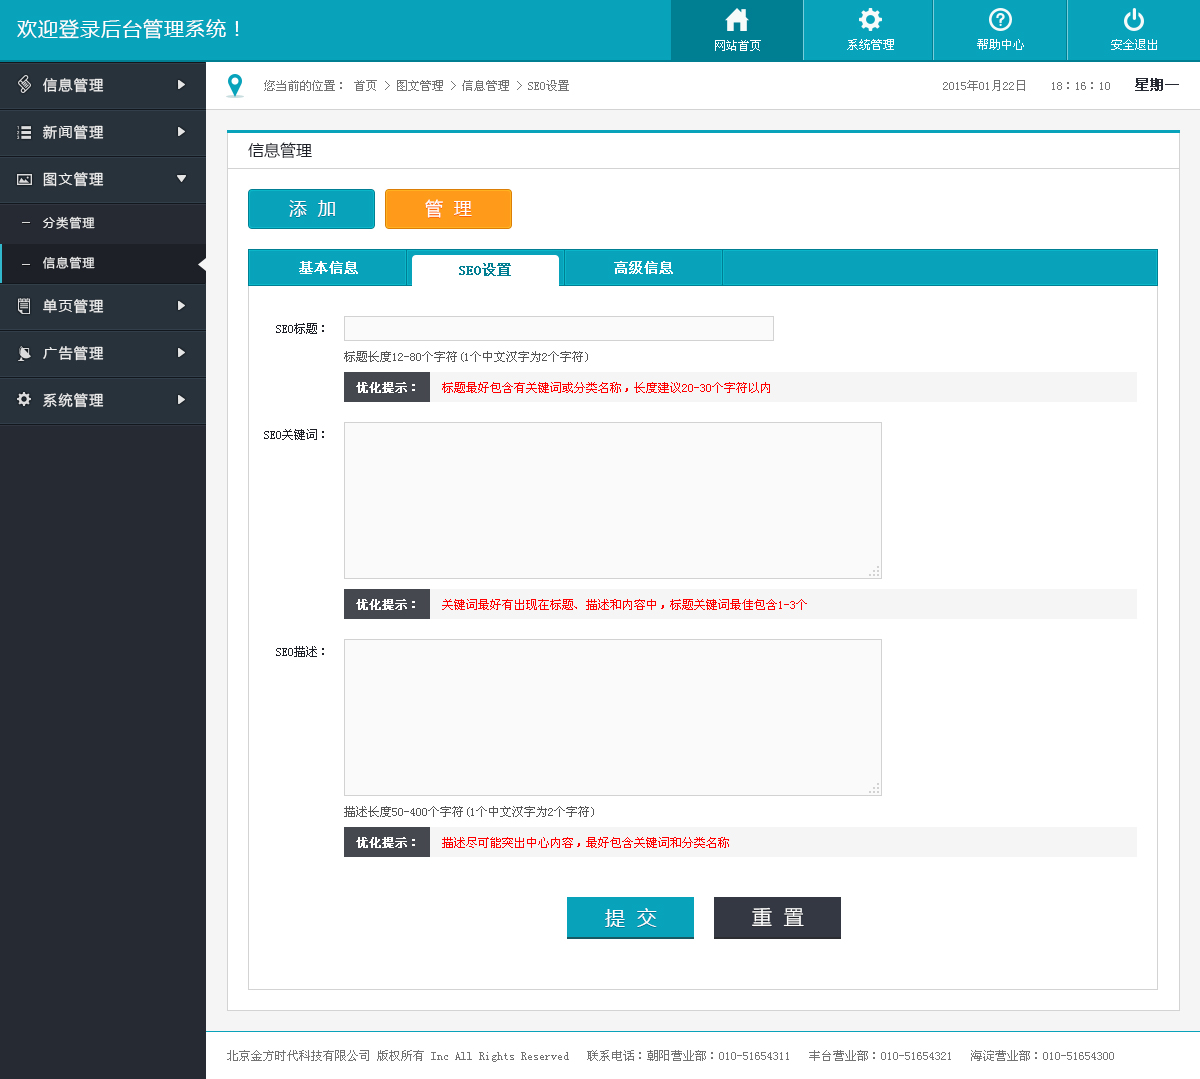 欢迎登录后台管理系统！
网站首页
系统管理
帮助中心
安全退出
信息管理
新闻管理
图文管理
分类管理
信息管理
单页管理
广告管理
系统管理
您当前的位置： 首页 > 图文管理 > 信息管理 > SEO设置
2015年01月22日 18：16：10 星期一
信息管理
添 加 管 理
基本信息 SEO设置 高级信息
SEO标题：
标题长度12-80个字符(1个中文汉字为2个字符)
优化提示： 标题最好包含有关键词或分类名称，长度建议20-30个字符以内
SEO关键词：
优化提示： 关键词最好有出现在标题、描述和内容中，标题关键词最佳包含1-3个
SEO描述：
描述长度50-400个字符(1个中文汉字为2个字符)
优化提示： 描述尽可能突出中心内容，最好包含关键词和分类名称
提 交 重 置
北京金方时代科技有限公司 版权所有 Inc All Rights Reserved 联系电话：朝阳营业部：010-51654311 丰台营业部：010-51654321 海淀营业部：010-51654300